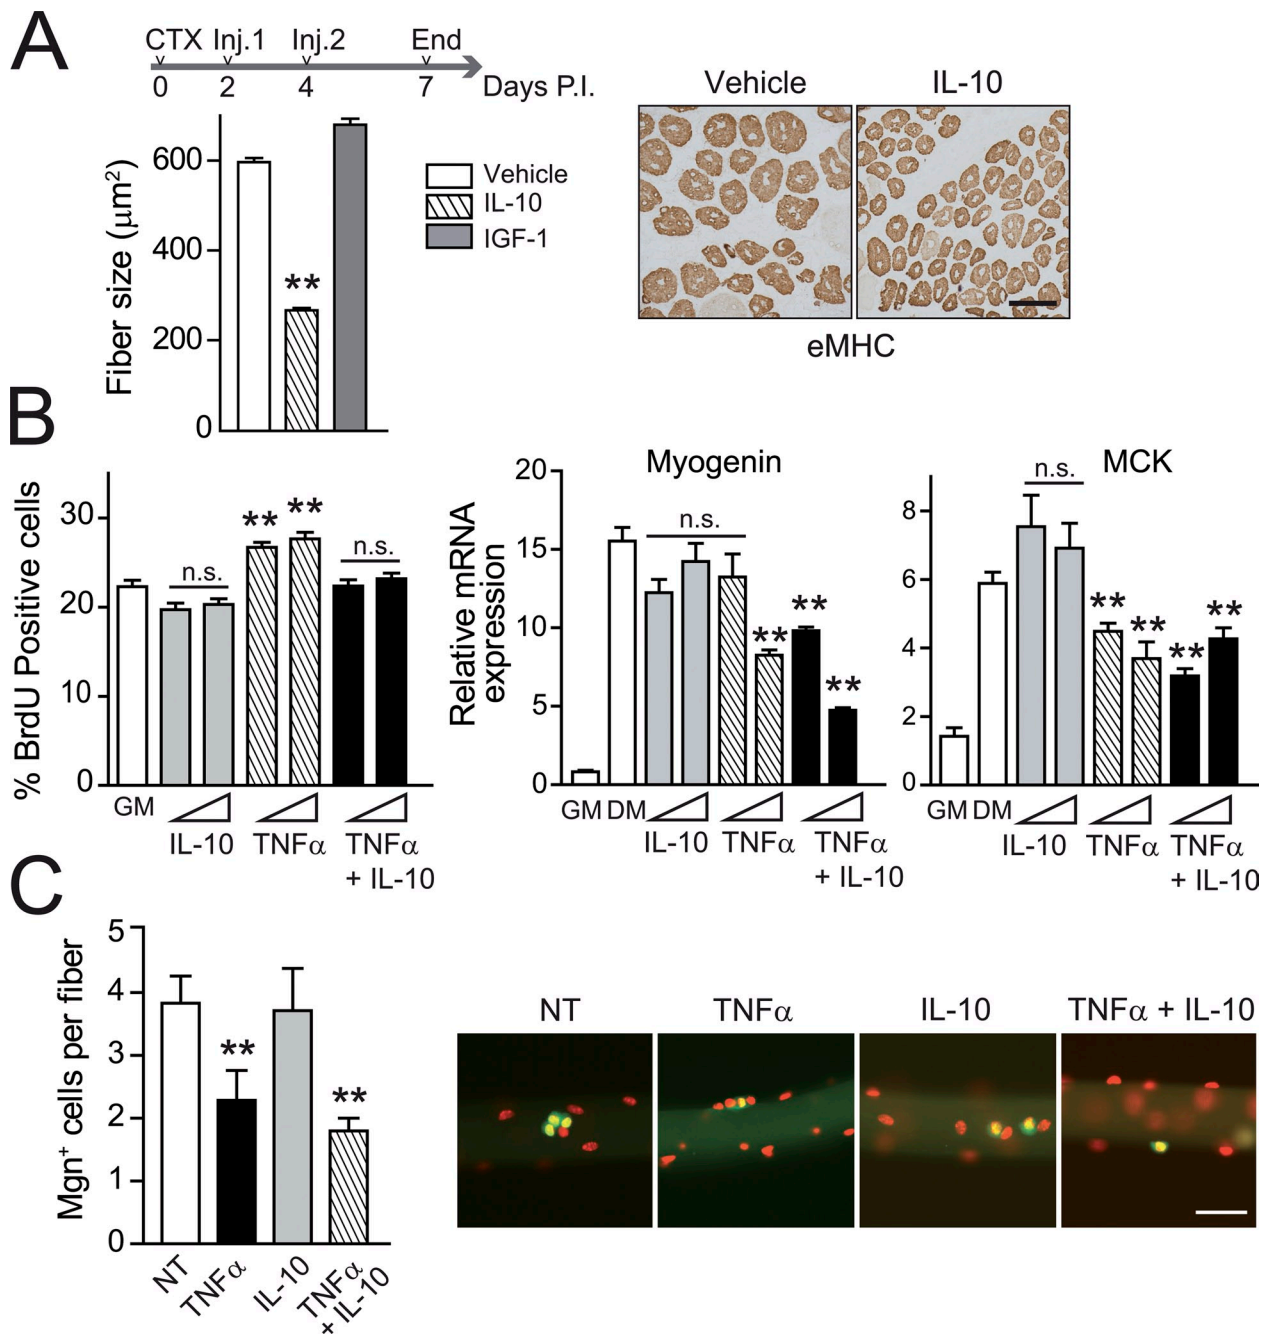 A
CTX Inj.1 Inj.2 End
0 2 4 7 Days P.I.
Fiber size (μm²)
600
400
200
0
**
Vehicle
IL-10
IGF-1
Vehicle IL-10
eMHC
B
% BrdU Positive cells
30
20
10
0
n.s.
** **
n.s.
GM
IL-10 TNFα TNFα
+ IL-10
Myogenin
Relative mRNA
expression
20
15
10
5
0
n.s.
**
**
**
GM DM
IL-10 TNFα TNFα
+ IL-10
MCK
8
6
4
2
0
n.s.
**
**
**
**
GM DM
IL-10 TNFα TNFα
+ IL-10
C
Mgn⁺ cells per fiber
5
4
3
2
1
0
**
**
NT
TNFα
IL-10
TNFα
+ IL-10
NT TNFα IL-10 TNFα + IL-10